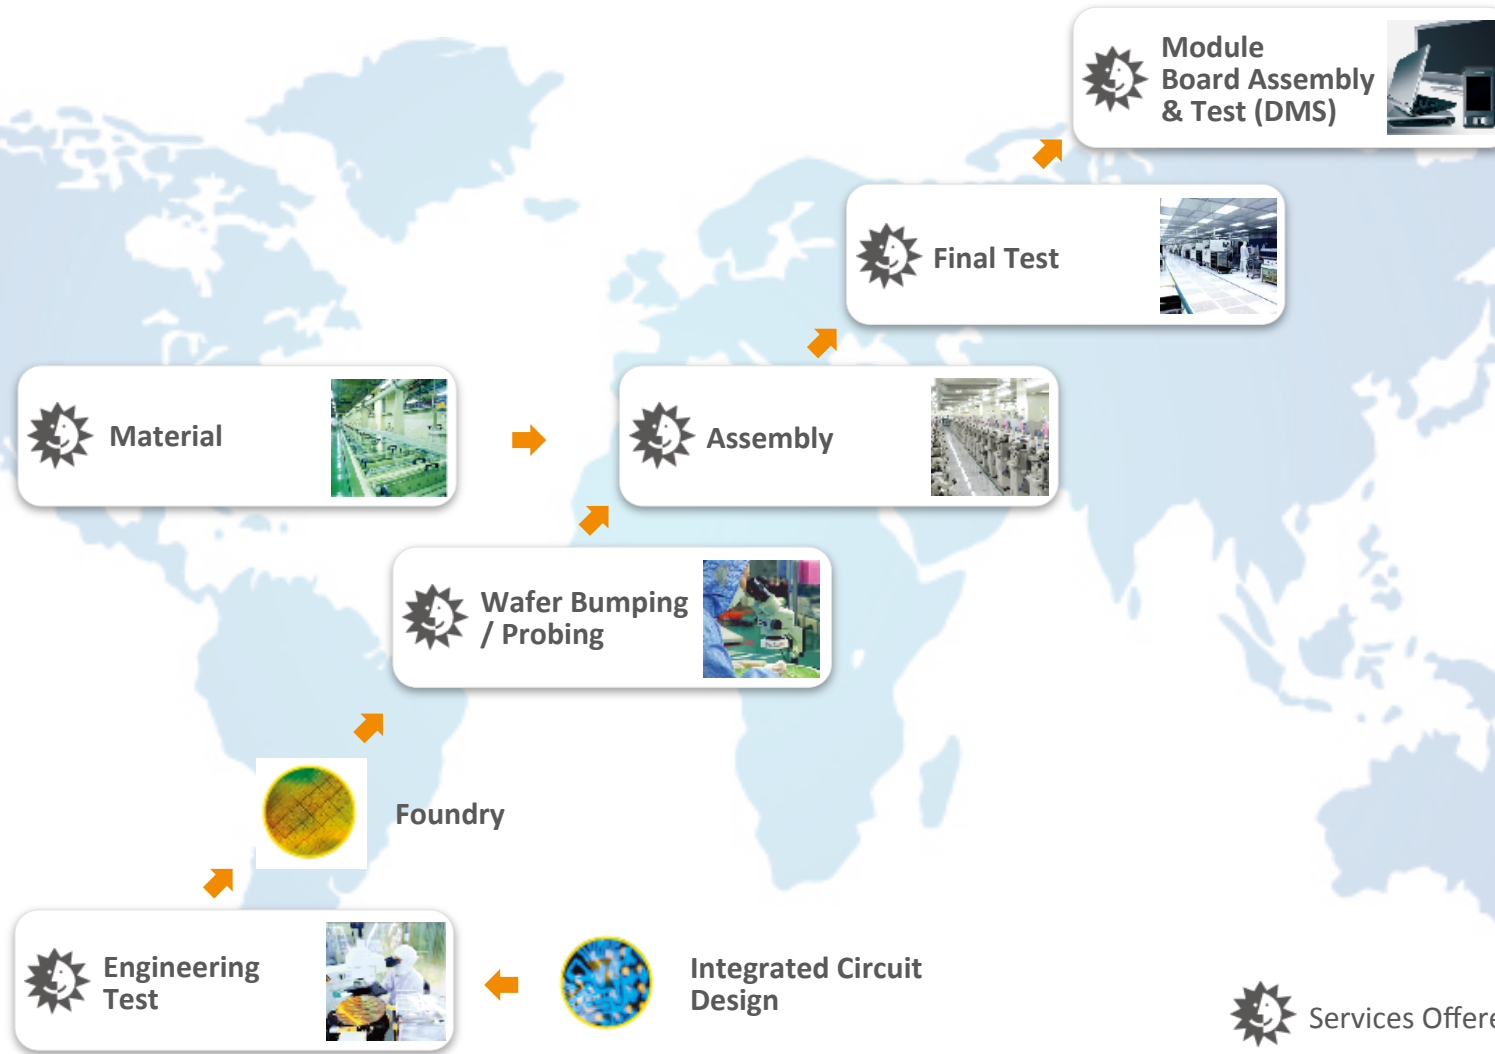 Module
Board Assembly
& Test (DMS)
Final Test
Material
Assembly
Wafer Bumping
/ Probing
Foundry
Engineering
Test
Integrated Circuit
Design
Services Offere